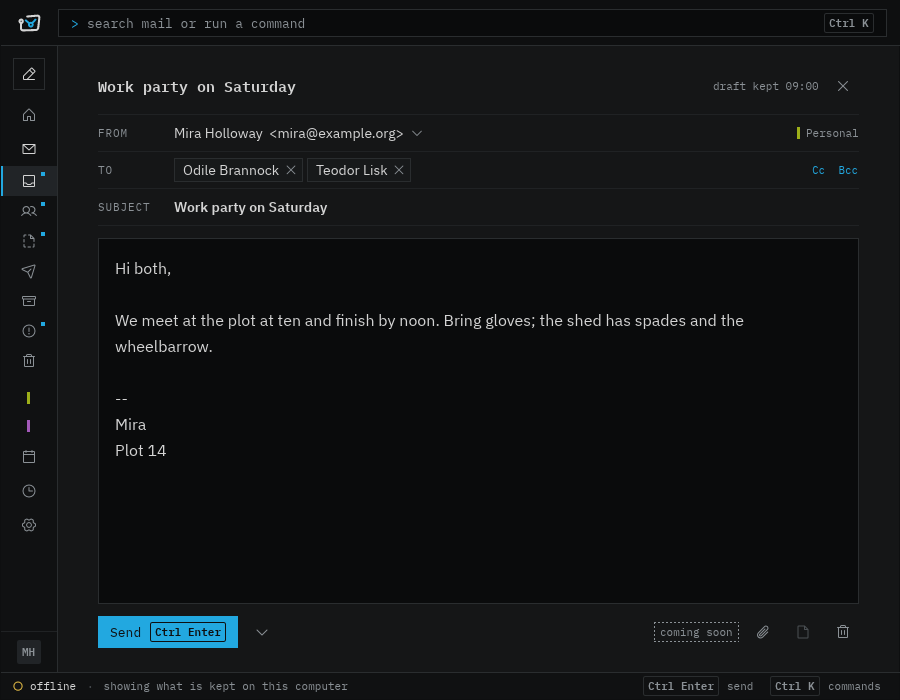 > search mail or run a command Ctrl K
Work party on Saturday draft kept 09:00
FROM Mira Holloway <mira@example.org> Personal
TO Odile Brannock Teodor Lisk Cc Bcc
SUBJECT Work party on Saturday
Hi both,
We meet at the plot at ten and finish by noon. Bring gloves; the shed has spades and the
wheelbarrow.
--
Mira
Plot 14
Send Ctrl Enter coming soon
MH
offline · showing what is kept on this computer Ctrl Enter send Ctrl K commands